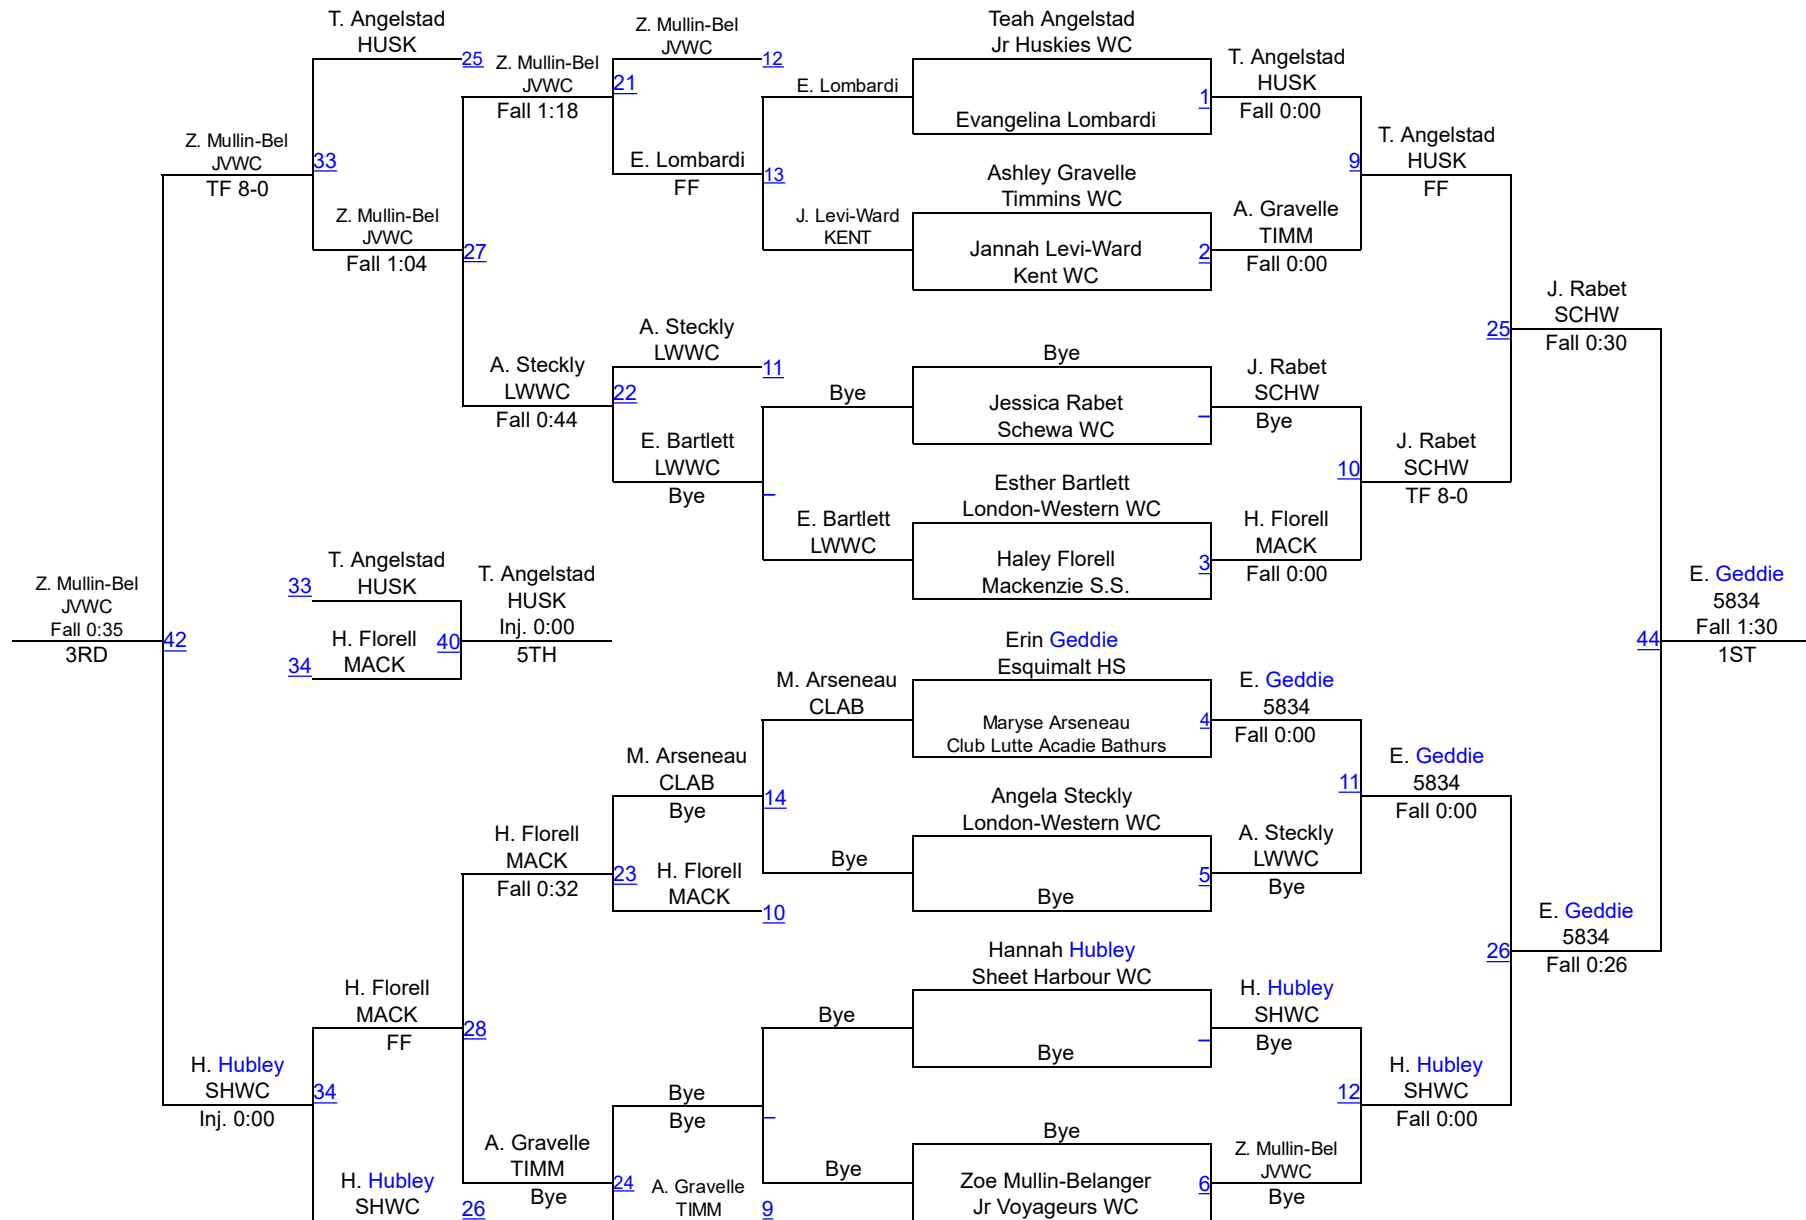 T. Angelstad
HUSK
25
Z. Mullin-Bel
JVWC
Fall 1:18
21
Z. Mullin-Bel
JVWC
12
E. Lombardi
Teah Angelstad
Jr Huskies WC
Evangelina Lombardi
1
T. Angelstad
HUSK
Fall 0:00
Z. Mullin-Bel
JVWC
TF 8-0
33
E. Lombardi
FF
13
Ashley Gravelle
Timmins WC
9
T. Angelstad
HUSK
FF
Z. Mullin-Bel
JVWC
Fall 1:04
27
J. Levi-Ward
KENT
Jannah Levi-Ward
Kent WC
2
A. Gravelle
TIMM
Fall 0:00
25
J. Rabet
SCHW
Fall 0:30
A. Steckly
LWWC
Fall 0:44
22
A. Steckly
LWWC
11
Bye
Bye
Jessica Rabet
Schewa WC
J. Rabet
SCHW
Bye
E. Bartlett
LWWC
Bye
Esther Bartlett
London-Western WC
10
J. Rabet
SCHW
TF 8-0
E. Bartlett
LWWC
Haley Florell
Mackenzie S.S.
3
H. Florell
MACK
Fall 0:00
Z. Mullin-Bel
JVWC
Fall 0:35
3RD
42
33
T. Angelstad
HUSK
34
H. Florell
MACK
40
T. Angelstad
HUSK
Inj. 0:00
5TH
44
E. Geddie
5834
Fall 1:30
1ST
M. Arseneau
CLAB
Erin Geddie
Esquimalt HS
Maryse Arseneau
Club Lutte Acadie Bathurs
4
E. Geddie
5834
Fall 0:00
M. Arseneau
CLAB
Bye
14
Angela Steckly
London-Western WC
11
E. Geddie
5834
Fall 0:00
H. Florell
MACK
Fall 0:32
23
H. Florell
MACK
10
Bye
Bye
5
A. Steckly
LWWC
Bye
26
E. Geddie
5834
Fall 0:26
H. Florell
MACK
FF
28
Bye
Hannah Hubley
Sheet Harbour WC
Bye
H. Hubley
SHWC
Bye
H. Hubley
SHWC
Inj. 0:00
34
Bye
Bye
Bye
12
H. Hubley
SHWC
Fall 0:00
H. Hubley
SHWC
26
A. Gravelle
TIMM
Bye
24
A. Gravelle
TIMM
9
Bye
Zoe Mullin-Belanger
Jr Voyageurs WC
6
Z. Mullin-Bel
JVWC
Bye